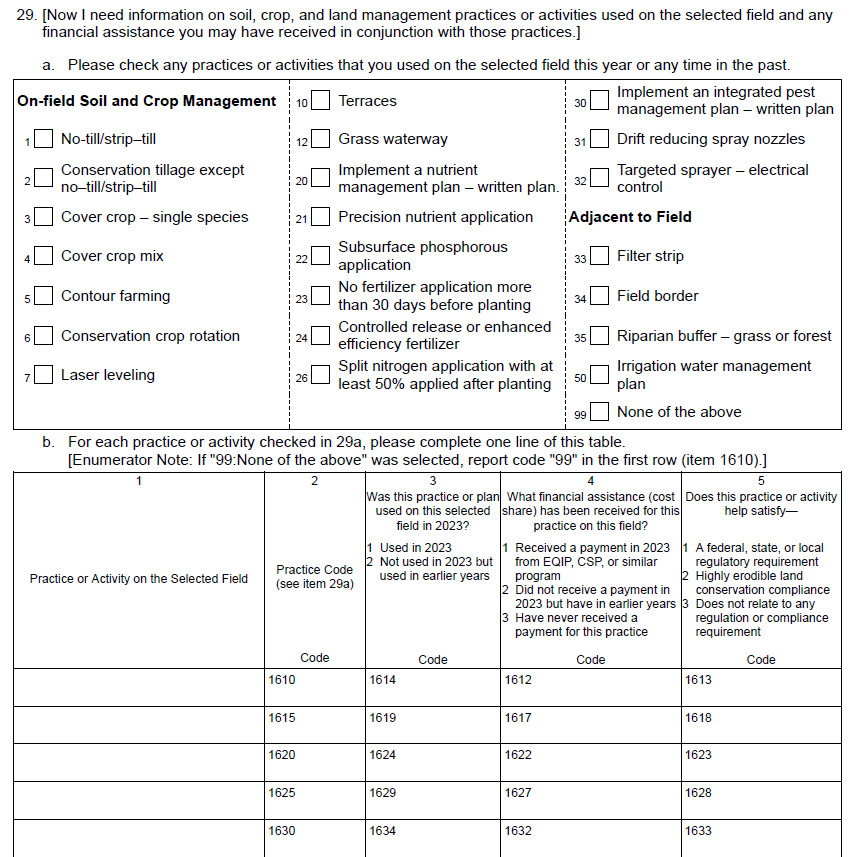 29. [Now I need information on soil, crop, and land management practices or activities used on the selected field and any
financial assistance you may have received in conjunction with those practices.]
a. Please check any practices or activities that you used on the selected field this year or any time in the past.
On-field Soil and Crop Management
1 No-till/strip–till
2 Conservation tillage except
no–till/strip–till
3 Cover crop – single species
4 Cover crop mix
5 Contour farming
6 Conservation crop rotation
7 Laser leveling
10 Terraces
12 Grass waterway
20 Implement a nutrient
management plan – written plan.
21 Precision nutrient application
22 Subsurface phosphorous
application
23 No fertilizer application more
than 30 days before planting
24 Controlled release or enhanced
efficiency fertilizer
26 Split nitrogen application with at
least 50% applied after planting
30 Implement an integrated pest
management plan – written plan
31 Drift reducing spray nozzles
32 Targeted sprayer – electrical
control
Adjacent to Field
33 Filter strip
34 Field border
35 Riparian buffer – grass or forest
50 Irrigation water management
plan
99 None of the above
b. For each practice or activity checked in 29a, please complete one line of this table.
[Enumerator Note: If "99:None of the above" was selected, report code "99" in the first row (item 1610).]
1
Practice or Activity on the Selected Field
2
Practice Code
(see item 29a)
Code
3
Was this practice or plan
used on this selected
field in 2023?
1 Used in 2023
2 Not used in 2023 but
used in earlier years
Code
4
What financial assistance (cost
share) has been received for this
practice on this field?
1 Received a payment in 2023
from EQIP, CSP, or similar
program
2 Did not receive a payment in
2023 but have in earlier years
3 Have never received a
payment for this practice
Code
5
Does this practice or activity
help satisfy—
1 A federal, state, or local
regulatory requirement
2 Highly erodible land
conservation compliance
3 Does not relate to any
regulation or compliance
requirement
Code
1610 1614 1612 1613
1615 1619 1617 1618
1620 1624 1622 1623
1625 1629 1627 1628
1630 1634 1632 1633